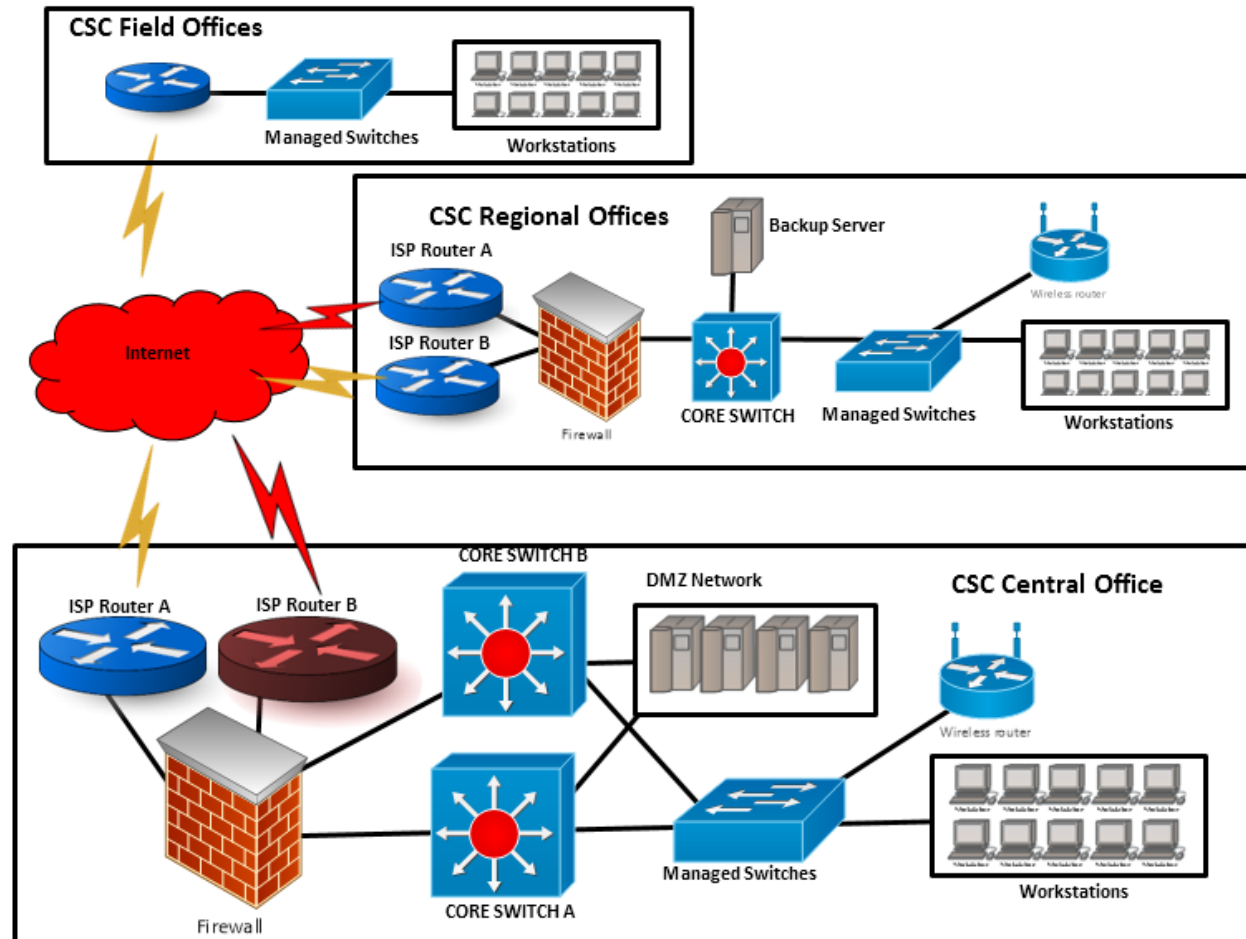 CSC Field Offices
Managed Switches
Workstations
CSC Regional Offices
Backup Server
ISP Router A
Wireless router
Internet
ISP Router B
CORE SWITCH
Managed Switches
Firewall
Workstations
CORE SWITCH B
DMZ Network
CSC Central Office
ISP Router A
ISP Router B
Wireless router
Managed Switches
Workstations
CORE SWITCH A
Firewall